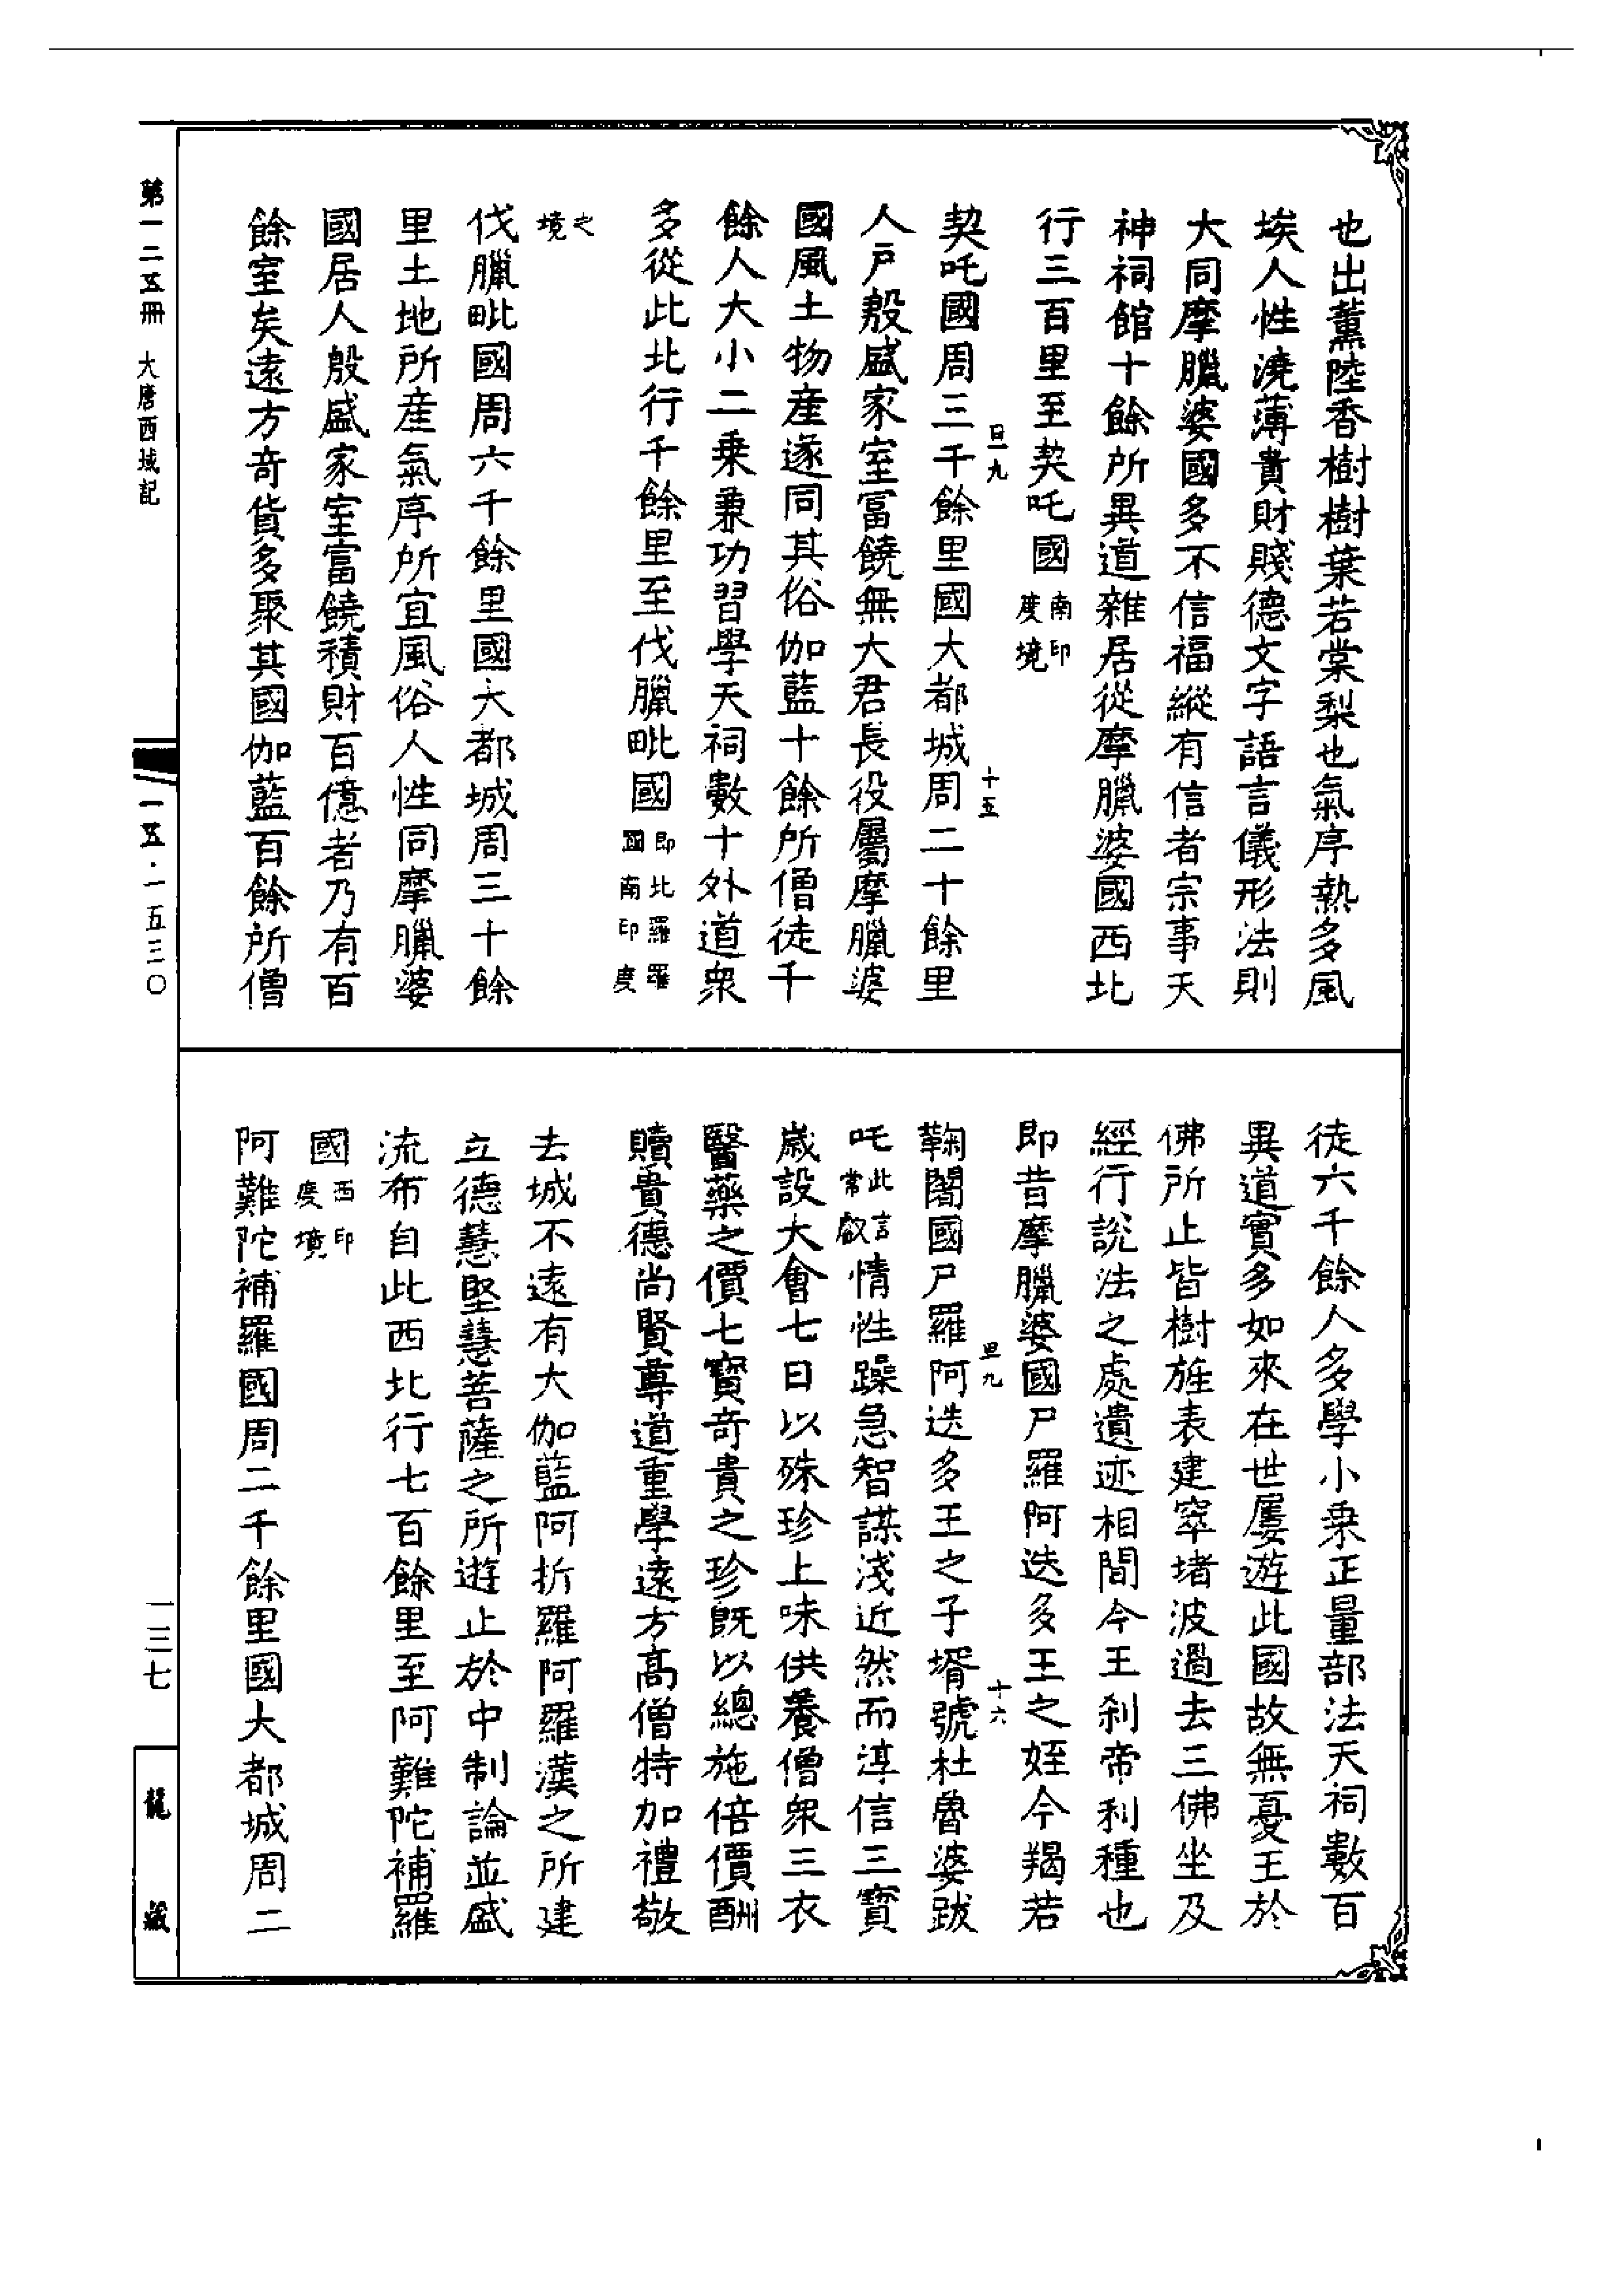 也出薰陸香樹樹葉若棠梨也氣序熱多風
埃人性澆薄貴財賤德文字語言儀形法則
大同摩臘婆國多不信福縱有信者宗事天
神祠館十餘所異道雜居從摩臘婆國西北
行三百里至契吒國南印度境
旦九
十五
契吒國周三千餘里國大都城周二十餘里
人戶殷盛家室富饒無大君長役屬摩臘婆
國風土物產遂同其俗伽藍十餘所僧徒千
餘人大小二乗兼功習學天祠數十外道衆
多從此北行千餘里至伐臘毗國即北羅羅國南印度
之境
伐臘毗國周六千餘里國大都城周三十餘
里土地所產氣序所宜風俗人性同摩臘婆
國居人殷盛家室富饒積財百億者乃有百
餘室矣遠方奇貨多聚其國伽藍百餘所僧
徒六千餘人多學小乗正量部法天祠數百
異道實多如來在世屢遊此國故無憂王於
佛所止皆樹旌表建窣堵波過去三佛坐及
經行說法之處遺迹相間今王剎帝利種也
即昔摩臘婆國尸羅阿迭多王之姪今羯若
旦九
十六
鞠闍國尸羅阿迭多王之子壻號杜魯婆跋
吒此言常叡情性躁急智謀淺近然而淳信三寶
歲設大會七日以殊珍上味供養僧衆三衣
醫藥之價七寶奇貴之珍旣以總施倍價酬
贖貴德尚賢尊道重學遠方高僧特加禮敬
去城不遠有大伽藍阿折羅阿羅漢之所建
立德慧堅慧菩薩之所遊止於中制論並盛
流布自此西北行七百餘里至阿難陀補羅
國西印度境
阿難陀補羅國周二千餘里國大都城周二
第一二五冊 大唐西域記
一五·一五三〇
一三七
龍藏